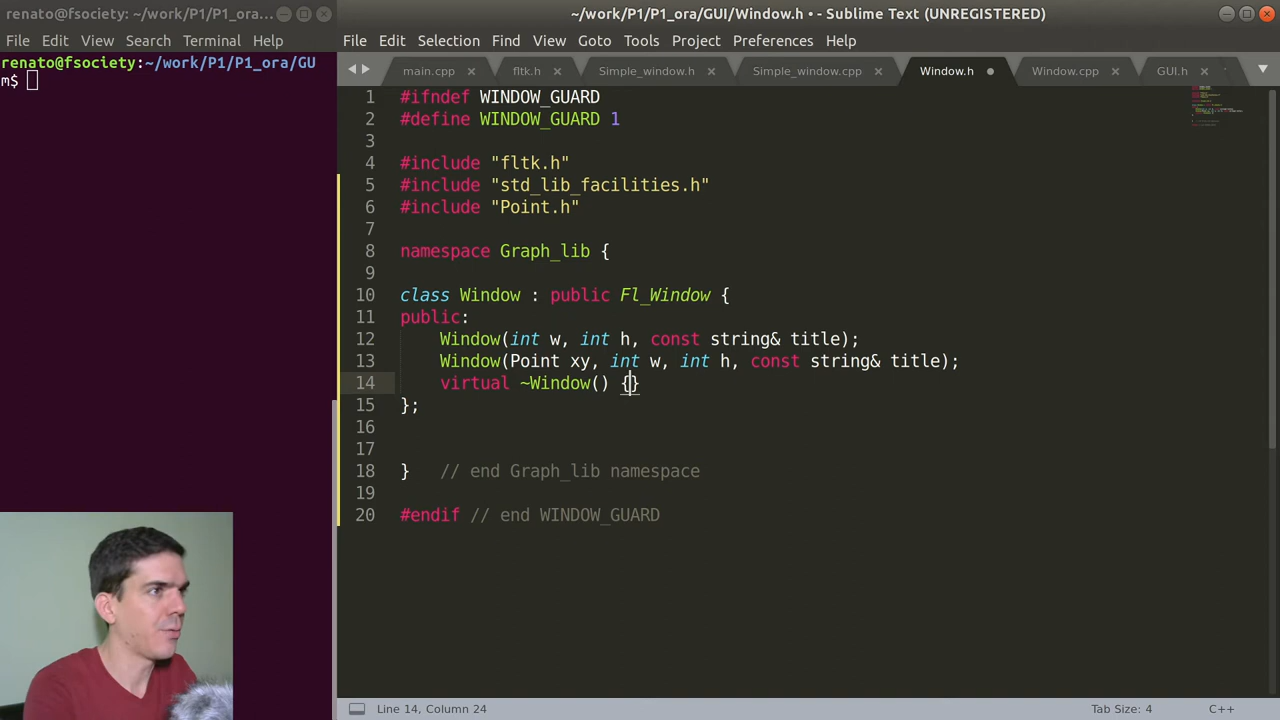 renato@fsociety: ~/work/P1/P1_ora/...
File Edit View Search Terminal Help
renato@fsociety:~/work/P1/P1_ora/GU
m$
~/work/P1/P1_ora/GUI/Window.h • - Sublime Text (UNREGISTERED)
File Edit Selection Find View Goto Tools Project Preferences Help
main.cpp fltk.h Simple_window.h Simple_window.cpp Window.h Window.cpp GUI.h
1 #ifndef WINDOW_GUARD
2 #define WINDOW_GUARD 1
3
4 #include "fltk.h"
5 #include "std_lib_facilities.h"
6 #include "Point.h"
7
8 namespace Graph_lib {
9
10 class Window : public Fl_Window {
11 public:
12 Window(int w, int h, const string& title);
13 Window(Point xy, int w, int h, const string& title);
14 virtual ~Window() {}
15 };
16
17
18 } // end Graph_lib namespace
19
20 #endif // end WINDOW_GUARD
Line 14, Column 24 Tab Size: 4 C++